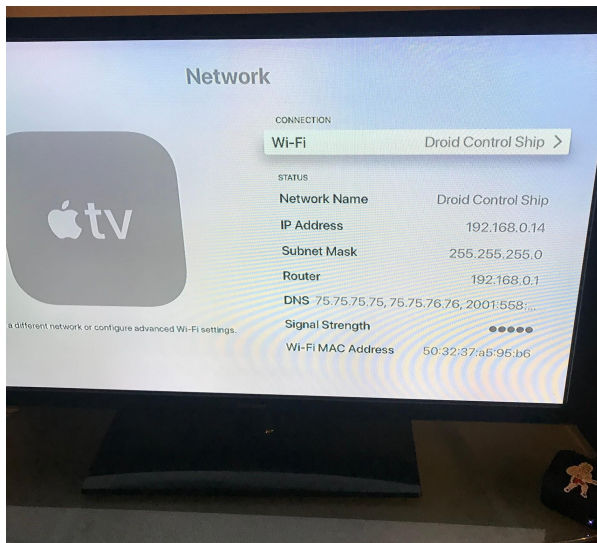 Network
CONNECTION
Wi-Fi Droid Control Ship
tv
STATUS
Network Name Droid Control Ship
IP Address 192.168.0.14
Subnet Mask 255.255.255.0
Router 192.168.0.1
DNS 75.75.75.75, 75.75.76.76, 2001:558:...
a different network or configure advanced Wi-Fi settings.
Signal Strength
Wi-Fi MAC Address 50:32:37:a5:95:b6